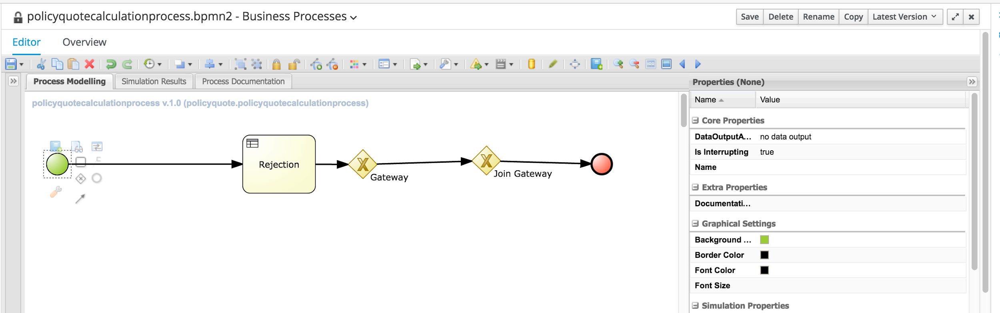 policyquotecalculationprocess.bpmn2 - Business Processes
Save Delete Rename Copy Latest Version
Editor Overview
Process Modelling Simulation Results Process Documentation
Properties (None)
policyquotecalculationprocess v.1.0 (policyquote.policyquotecalculationprocess)
Rejection
Gateway
Join Gateway
Name Value
Core Properties
DataOutputA... no data output
Is Interrupting true
Name
Extra Properties
Documentati...
Graphical Settings
Background ...
Border Color
Font Color
Font Size
Simulation Properties